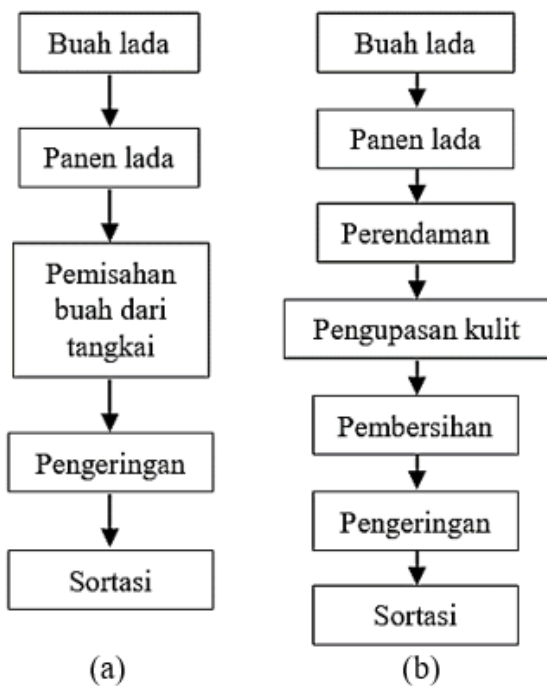 Buah lada
Panen lada
Pemisahan
buah dari
tangkai
Pengeringan
Sortasi
(a)
Buah lada
Panen lada
Perendaman
Pengupasan kulit
Pembersihan
Pengeringan
Sortasi
(b)